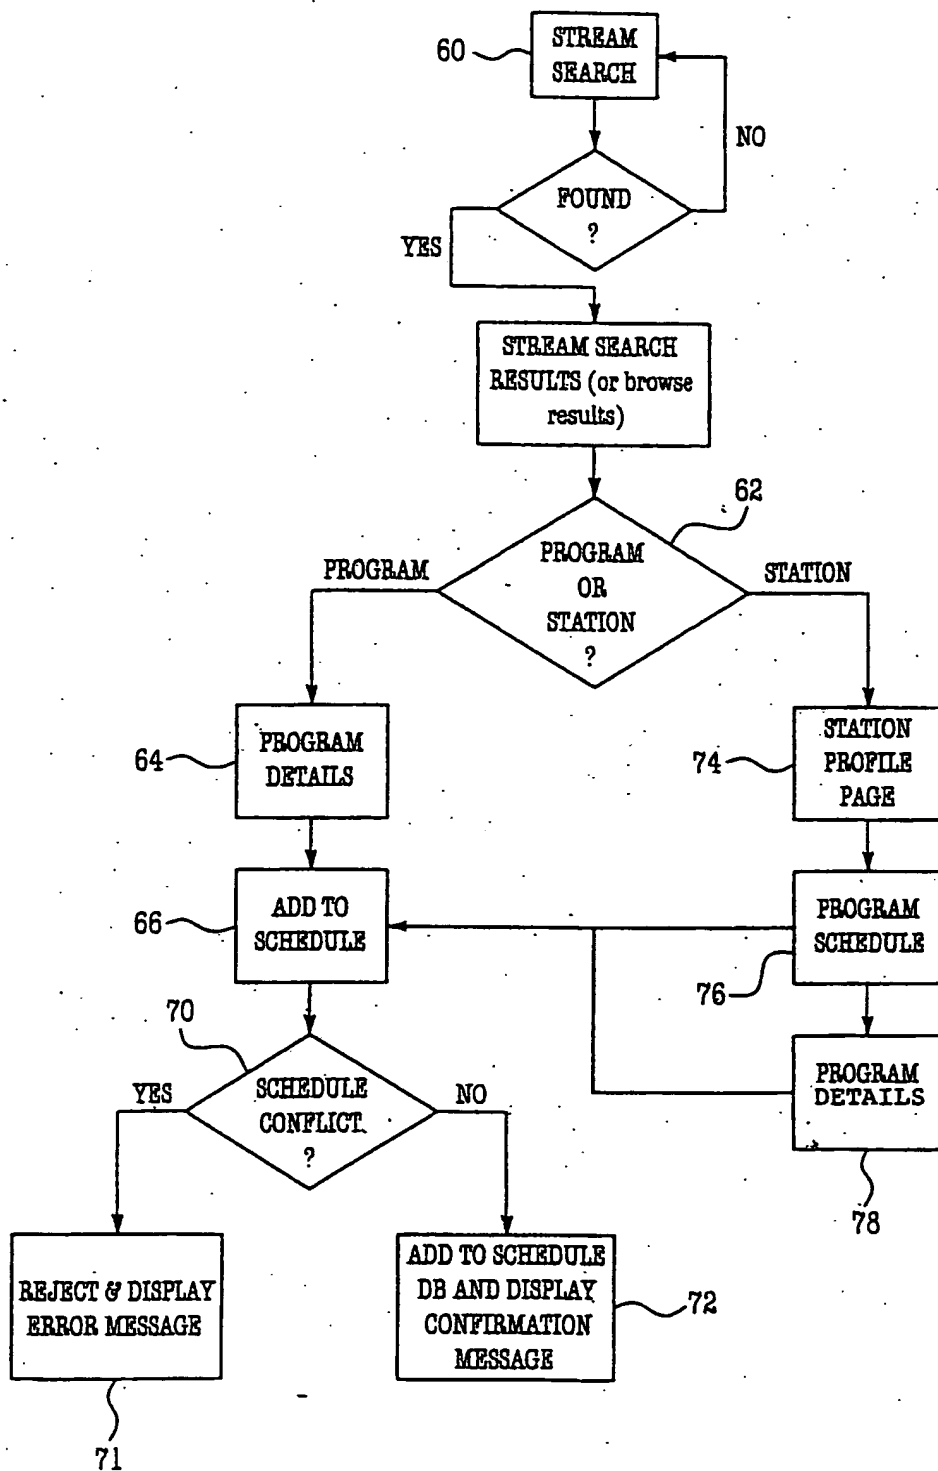 60
STREAM
SEARCH
NO
FOUND
?
YES
STREAM SEARCH
RESULTS (or browse
results)
62
PROGRAM
OR
STATION
?
PROGRAM
STATION
64
PROGRAM
DETAILS
74
STATION
PROFILE
PAGE
66
ADD TO
SCHEDULE
PROGRAM
SCHEDULE
76
70
SCHEDULE
CONFLICT
?
YES
NO
PROGRAM
DETAILS
78
REJECT & DISPLAY
ERROR MESSAGE
71
ADD TO SCHEDULE
DB AND DISPLAY
CONFIRMATION
MESSAGE
72